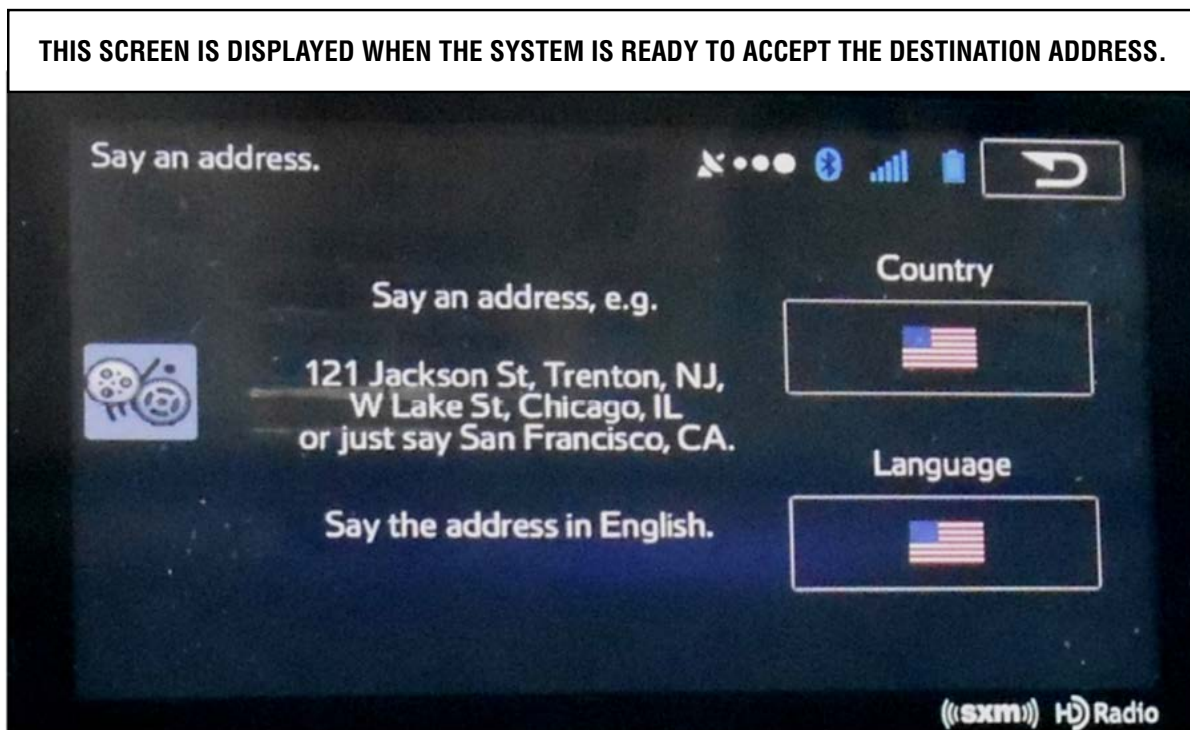 THIS SCREEN IS DISPLAYED WHEN THE SYSTEM IS READY TO ACCEPT THE DESTINATION ADDRESS.
Say an address.
Country
Say an address, e.g.
121 Jackson St, Trenton, NJ,
W Lake St, Chicago, IL
or just say San Francisco, CA.
Language
Say the address in English.
((sxm)) HD Radio